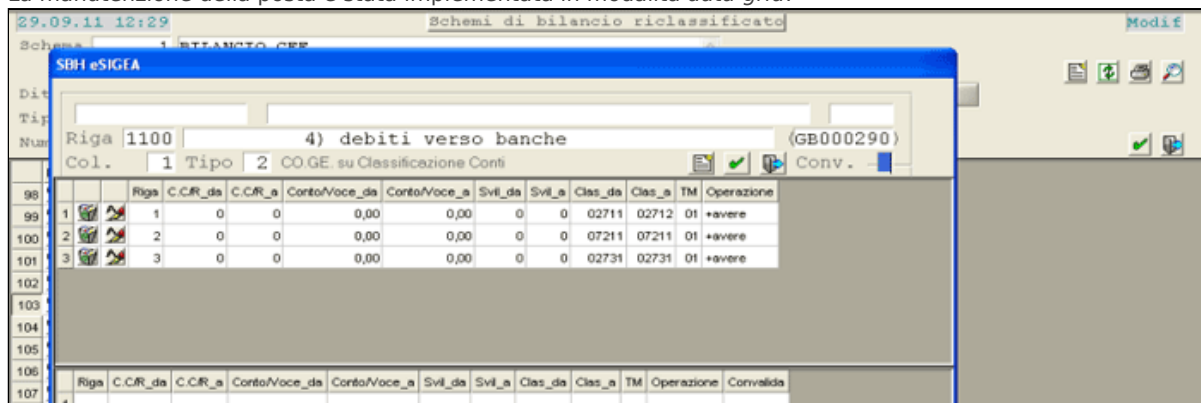 La manutenzione della posta è stata implementata in modalità data grid.
29.09.11 12:29 Schemi di bilancio riclassificato Modif
1 BILANCIO CEE
SBH eSIGEA
Riga 1100 4) debiti verso banche (GB000290)
Col. 1 Tipo 2 CO.GE. su Classificazione Conti Conv.
Riga C.C/R_da C.C/R_a Conto/Voce_da Conto/Voce_a Svil_da Svil_a Clas_da Clas_a TM Operazione
98
99 1 1 0 0 0,00 0,00 0 0 02711 02712 01 +avere
100 2 2 0 0 0,00 0,00 0 0 07211 07211 01 +avere
101 3 3 0 0 0,00 0,00 0 0 02731 02731 01 +avere
102
103
104
105
106
Riga C.C/R_da C.C/R_a Conto/Voce_da Conto/Voce_a Svil_da Svil_a Clas_da Clas_a TM Operazione Convalida
107